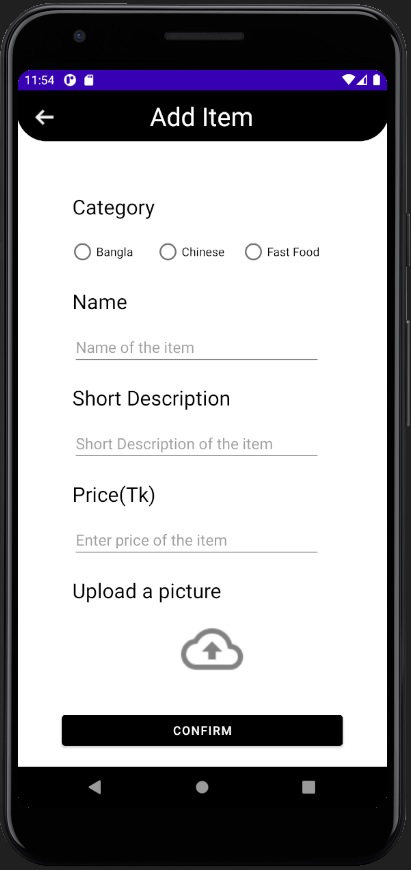 11:54
Add Item
Category
Bangla Chinese Fast Food
Name
Name of the item
Short Description
Short Description of the item
Price(Tk)
Enter price of the item
Upload a picture
CONFIRM